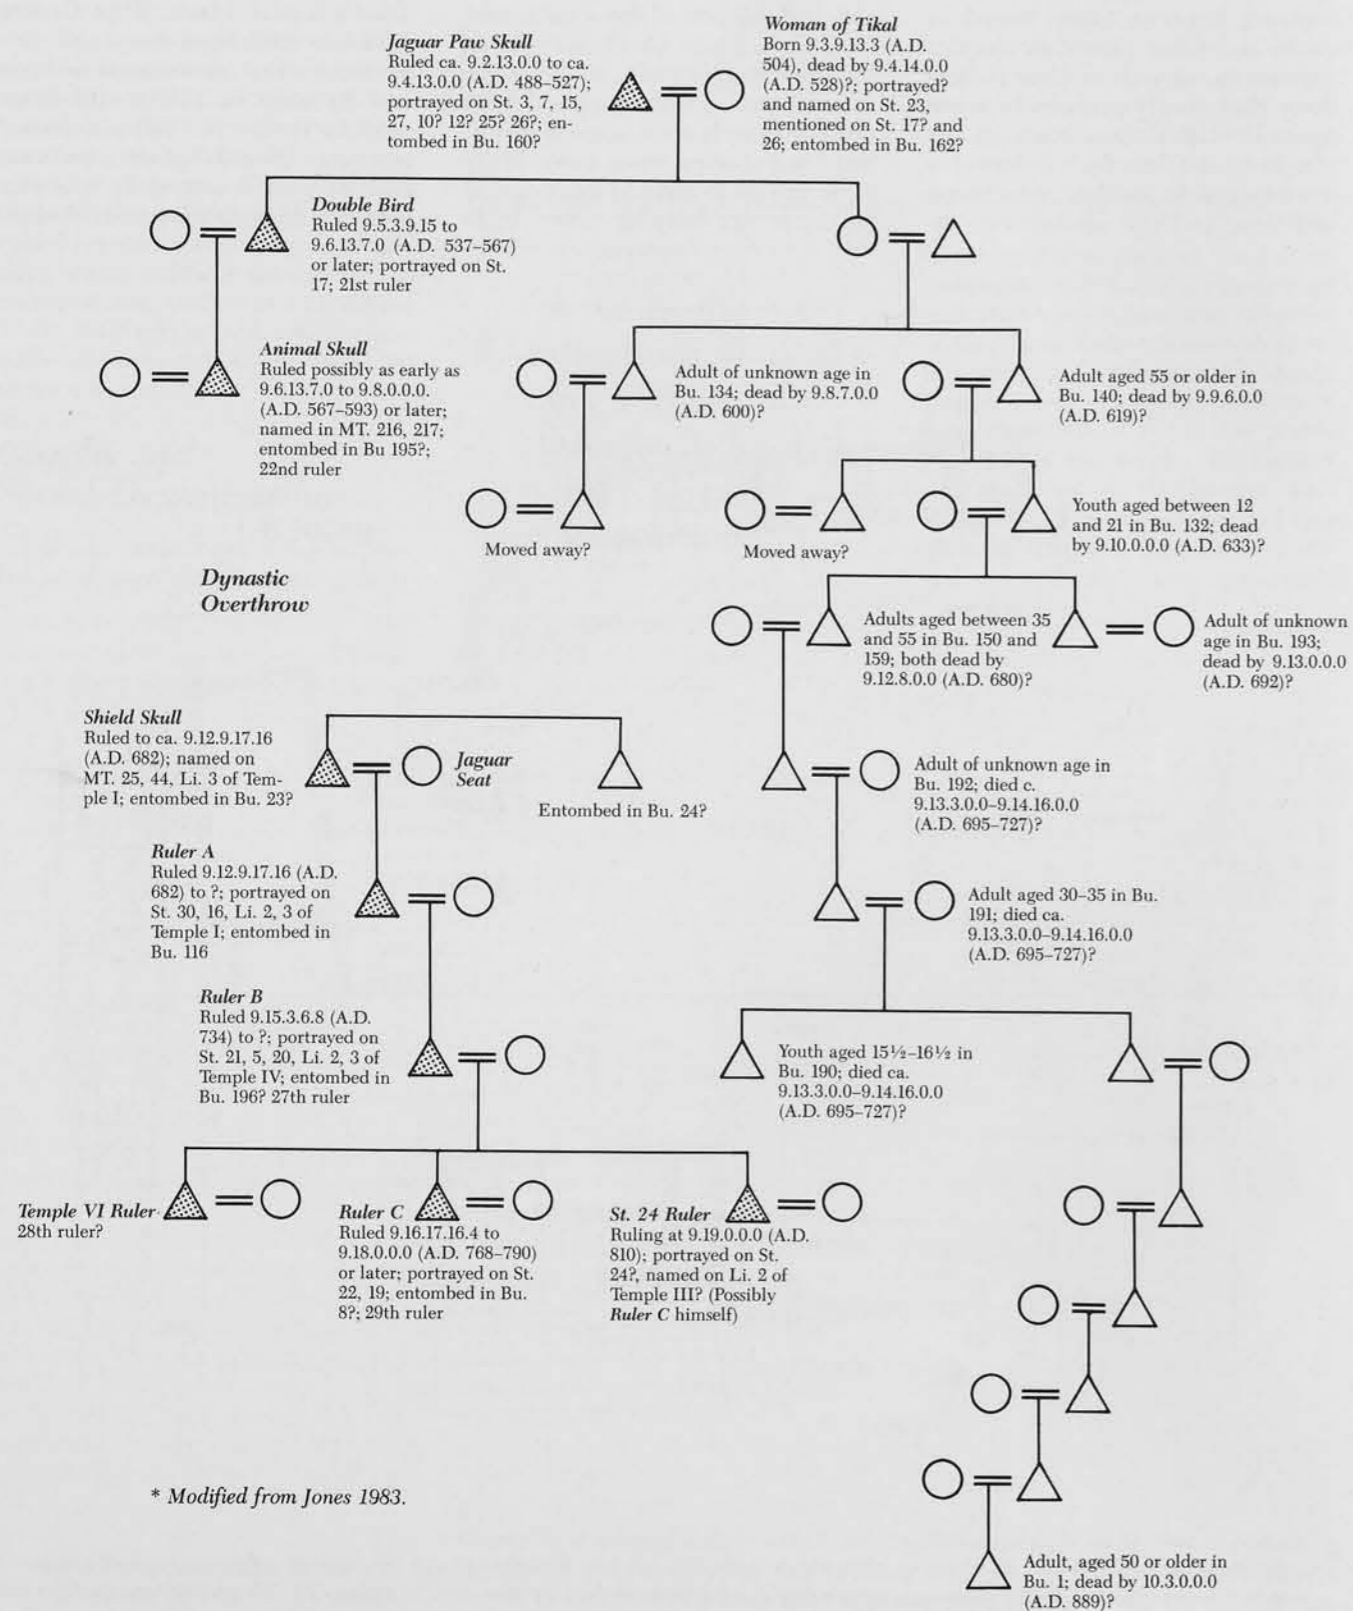 Jaguar Paw Skull
Ruled ca. 9.2.13.0.0 to ca.
9.4.13.0.0 (A.D. 488–527);
portrayed on St. 3, 7, 15,
27, 10? 12? 25? 26?; en-
tombed in Bu. 160?
Woman of Tikal
Born 9.3.9.13.3 (A.D.
504), dead by 9.4.14.0.0
(A.D. 528)?; portrayed?
and named on St. 23,
mentioned on St. 17? and
26; entombed in Bu. 162?
Double Bird
Ruled 9.5.3.9.15 to
9.6.13.7.0 (A.D. 537–567)
or later; portrayed on St.
17; 21st ruler
Animal Skull
Ruled possibly as early as
9.6.13.7.0 to 9.8.0.0.0.
(A.D. 567–593) or later;
named in MT. 216, 217;
entombed in Bu 195?;
22nd ruler
Adult of unknown age in
Bu. 134; dead by 9.8.7.0.0
(A.D. 600)?
Adult aged 55 or older in
Bu. 140; dead by 9.9.6.0.0
(A.D. 619)?
Moved away?
Moved away?
Youth aged between 12
and 21 in Bu. 132; dead
by 9.10.0.0.0 (A.D. 633)?
Dynastic
Overthrow
Adults aged between 35
and 55 in Bu. 150 and
159; both dead by
9.12.8.0.0 (A.D. 680)?
Adult of unknown
age in Bu. 193;
dead by 9.13.0.0.0
(A.D. 692)?
Shield Skull
Ruled to ca. 9.12.9.17.16
(A.D. 682); named on
MT. 25, 44, Li. 3 of Tem-
ple I; entombed in Bu. 23?
Jaguar
Seat
Entombed in Bu. 24?
Adult of unknown age in
Bu. 192; died c.
9.13.3.0.0–9.14.16.0.0
(A.D. 695–727)?
Ruler A
Ruled 9.12.9.17.16 (A.D.
682) to ?; portrayed on
St. 30, 16, Li. 2, 3 of
Temple I; entombed in
Bu. 116
Adult aged 30–35 in Bu.
191; died ca.
9.13.3.0.0–9.14.16.0.0
(A.D. 695–727)?
Ruler B
Ruled 9.15.3.6.8 (A.D.
734) to ?; portrayed on
St. 21, 5, 20, Li. 2, 3 of
Temple IV; entombed in
Bu. 196? 27th ruler
Youth aged 15½–16½ in
Bu. 190; died ca.
9.13.3.0.0–9.14.16.0.0
(A.D. 695–727)?
Temple VI Ruler
28th ruler?
Ruler C
Ruled 9.16.17.16.4 to
9.18.0.0.0 (A.D. 768–790)
or later; portrayed on St.
22, 19; entombed in Bu.
8?; 29th ruler
St. 24 Ruler
Ruling at 9.19.0.0.0 (A.D.
810); portrayed on St.
24?, named on Li. 2 of
Temple III? (Possibly
Ruler C himself)
* Modified from Jones 1983.
Adult, aged 50 or older in
Bu. 1; dead by 10.3.0.0.0
(A.D. 889)?